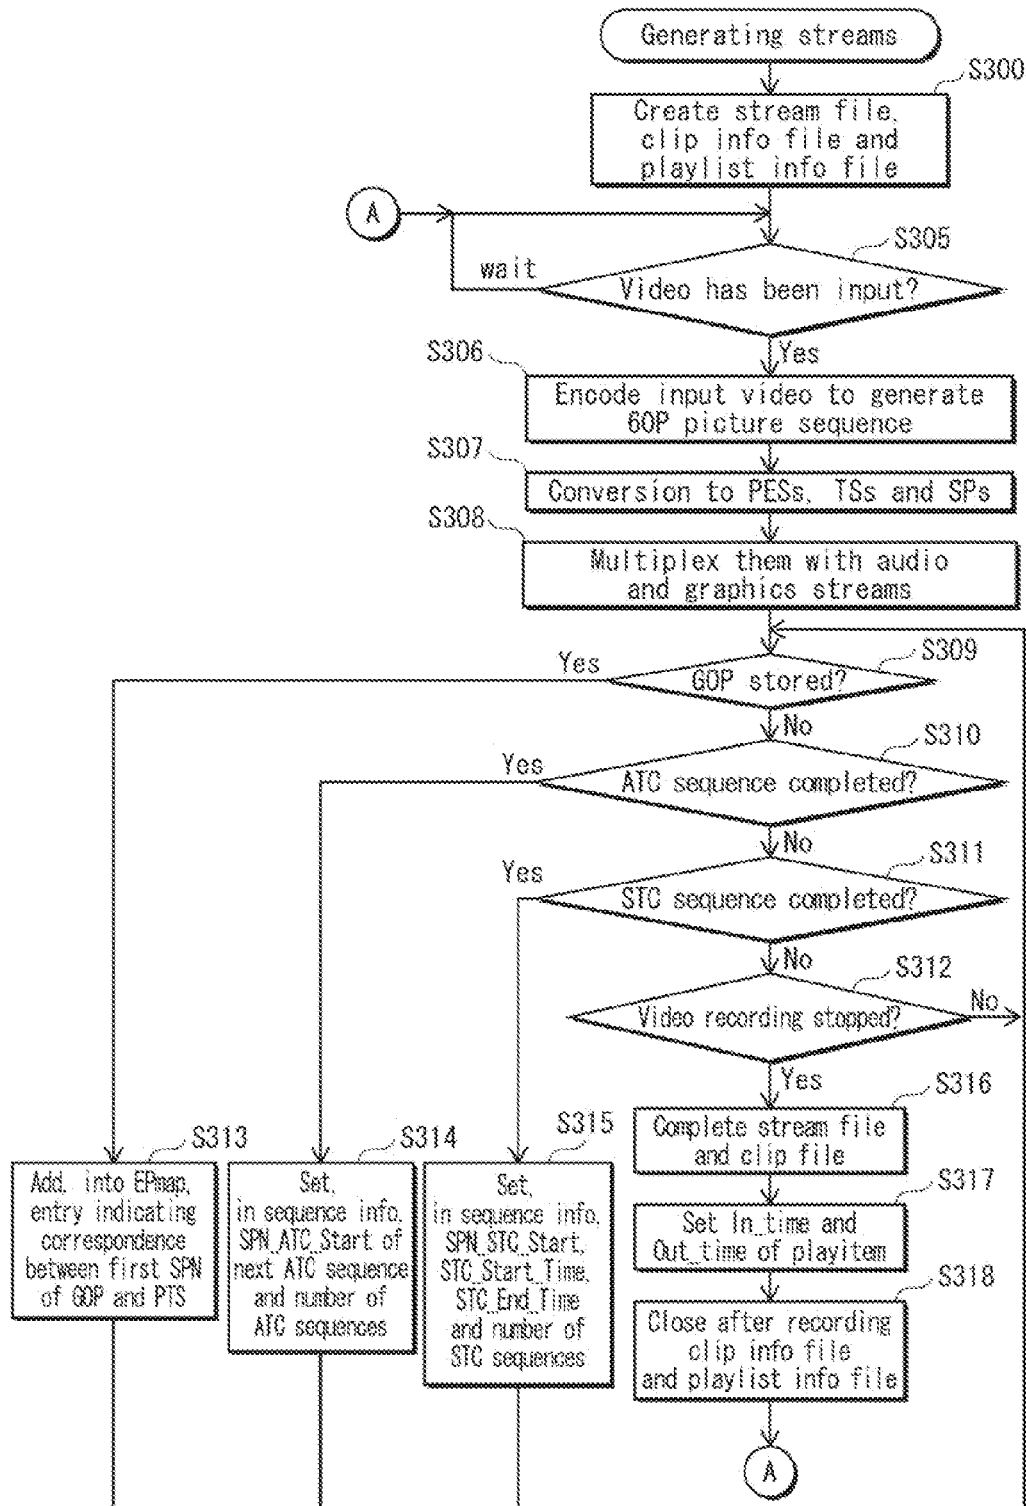 Generating streams
S300
Create stream file,
clip info file and
playlist info file
A
S305
wait
Video has been input?
Yes
S306
Encode input video to generate
GOP picture sequence
S307
Conversion to PESs, TSs and SPs
S308
Multiplex them with audio
and graphics streams
S309
Yes
GOP stored?
No
S310
Yes
ATC sequence completed?
No
S311
Yes
STC sequence completed?
No
S312
Video recording stopped?
No
Yes
S313
Add, into EPmap,
entry indicating
correspondence
between first SPN
of GOP and PTS
S314
Set,
in sequence info,
SPN_ATC_Start of
next ATC sequence
and number of
ATC sequences
S315
Set,
in sequence info,
SPN_STC_Start,
STC_Start_Time,
STC_End_Time
and number of
STC sequences
S316
Complete stream file
and clip file
S317
Set In_time and
Out_time of playitem
S318
Close after recording
clip info file
and playlist info file
A